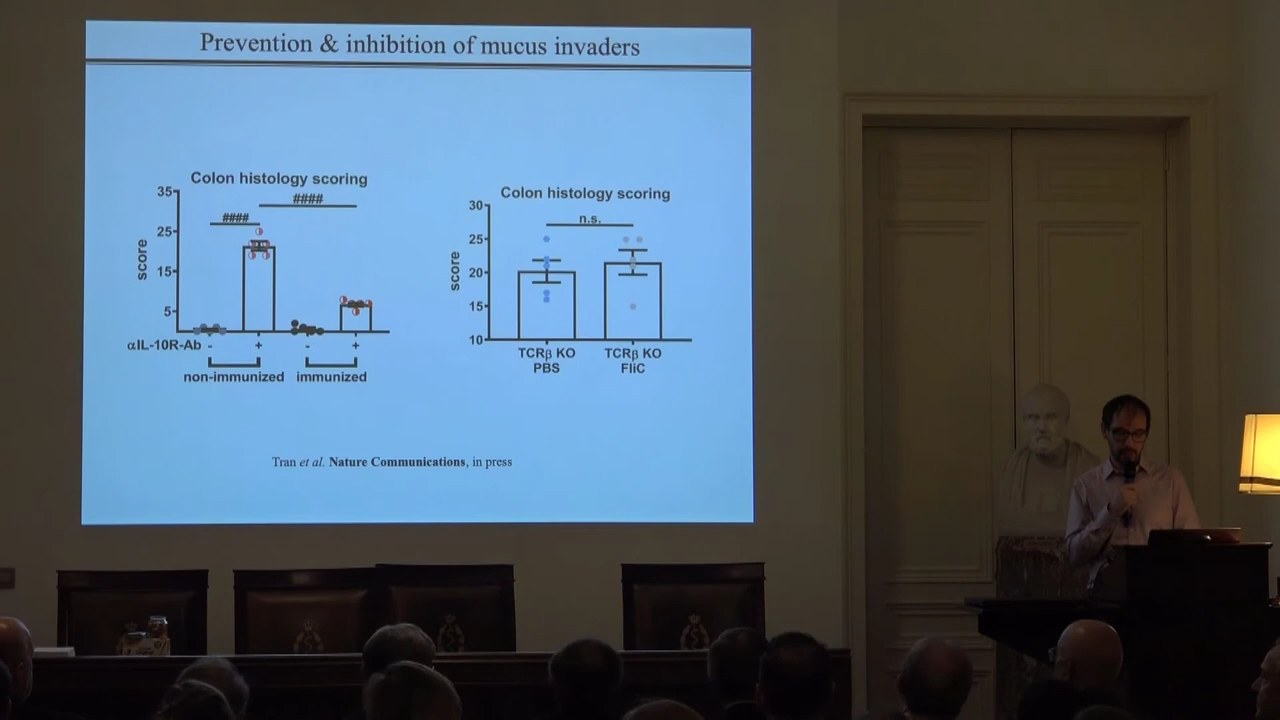 Prevention & inhibition of mucus invaders
Colon histology scoring
35
25
15
5
score
####
####
αIL-10R-Ab - + - +
non-immunized immunized
Colon histology scoring
30
25
20
15
10
score
n.s.
TCRβ KO TCRβ KO
PBS FliC
Tran et al. Nature Communications, in press